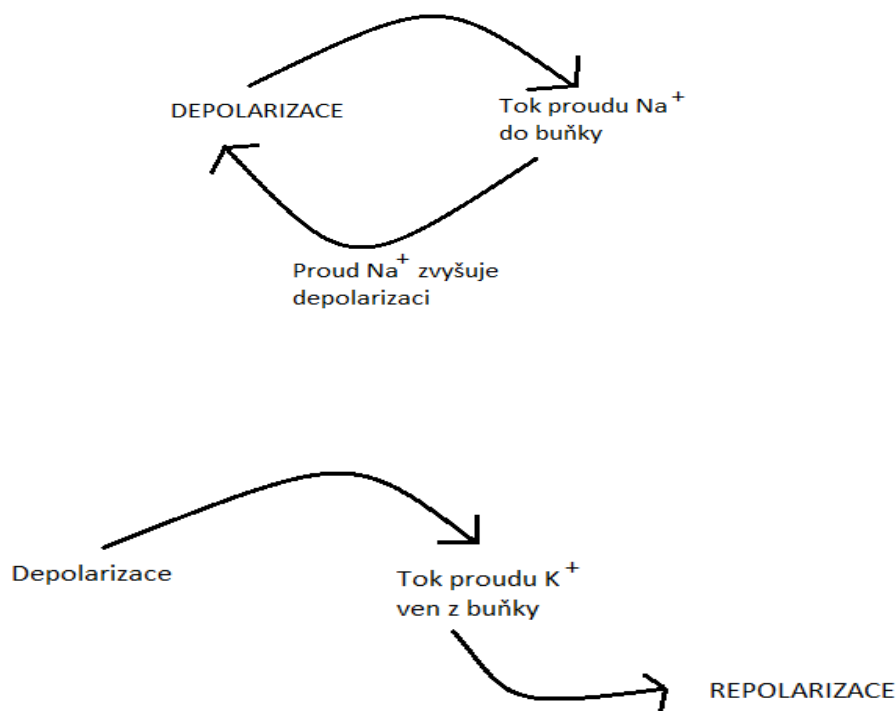 DEPOLARIZACE
Tok proudu Na⁺
do buňky
Proud Na⁺ zvyšuje
depolarizaci
Depolarizace
Tok proudu K⁺
ven z buňky
REPOLARIZACE